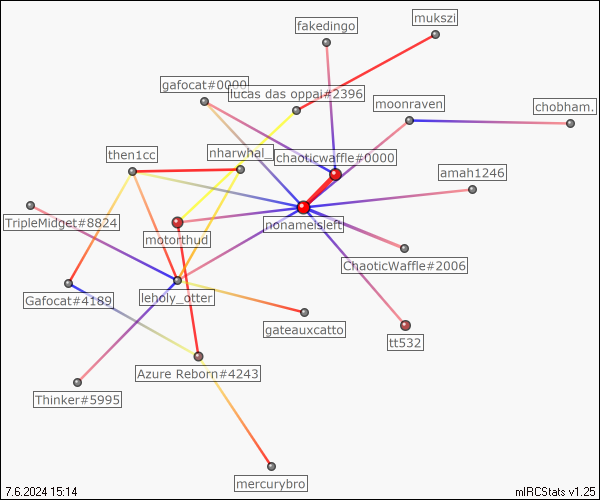 mukszi
fakedingo
gafocat#0000
lucas das oppai#2396
moonraven
chobham.
then1cc
nharwhal_
chaoticwaffle#0000
amah1246
TripleMidget#8824
motorthud
nonameisleft
ChaoticWaffle#2006
Gafocat#4189
leholy_otter
gateauxcatto
tt532
Azure Reborn#4243
Thinker#5995
mercurybro
7.6.2024 15:14
mIRCStats v1.25